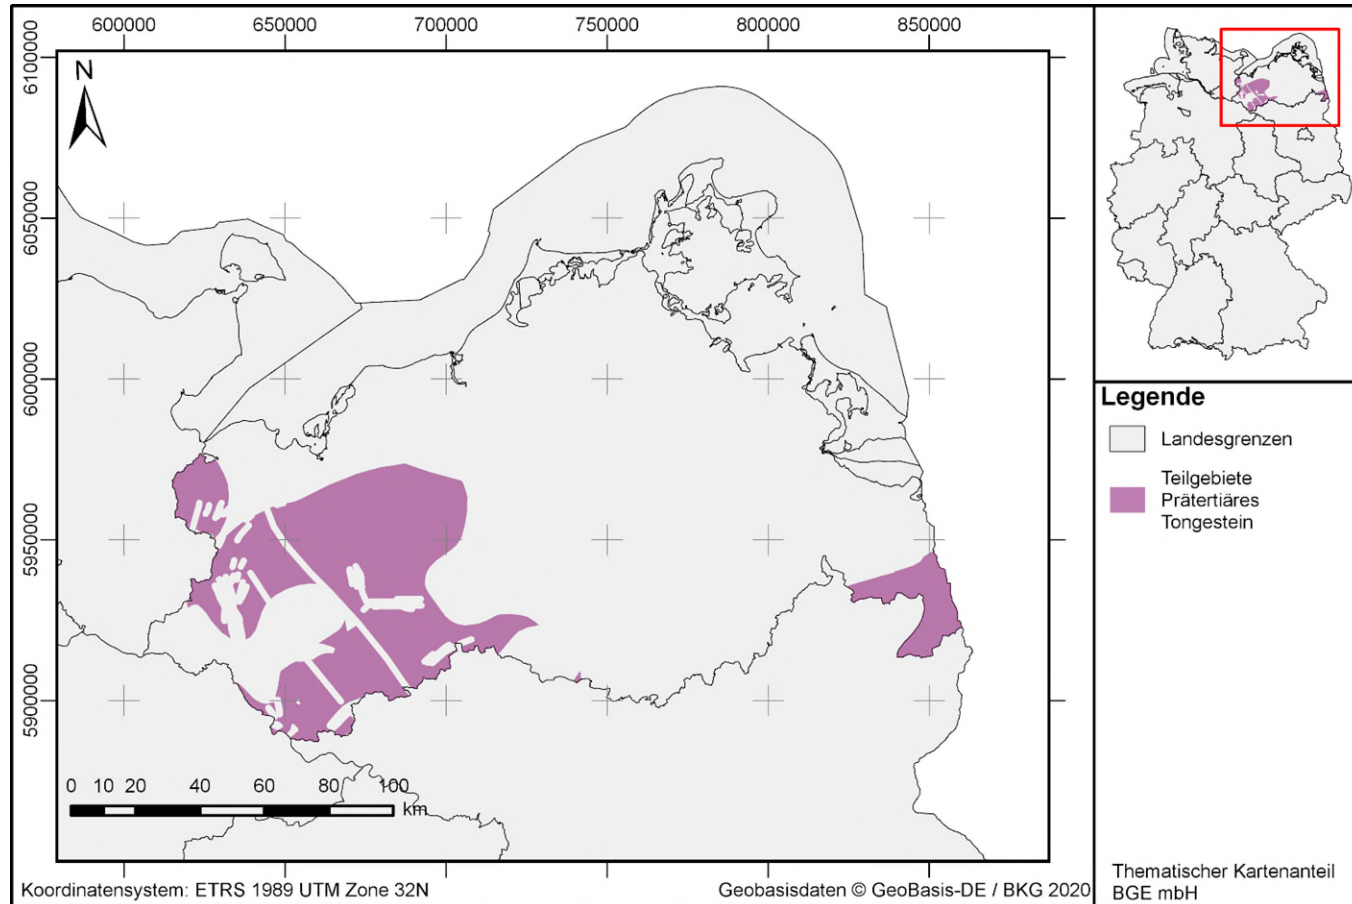 600000 650000 700000 750000 800000 850000
6100000
6050000
6000000
5950000
5900000
N
0 10 20 40 60 80 100
km
Koordinatensystem: ETRS 1989 UTM Zone 32N
Geobasisdaten © GeoBasis-DE / BKG 2020
Legende
Landesgrenzen
Teilgebiete
Prätertiäres
Tongestein
Thematischer Kartenanteil
BGE mbH